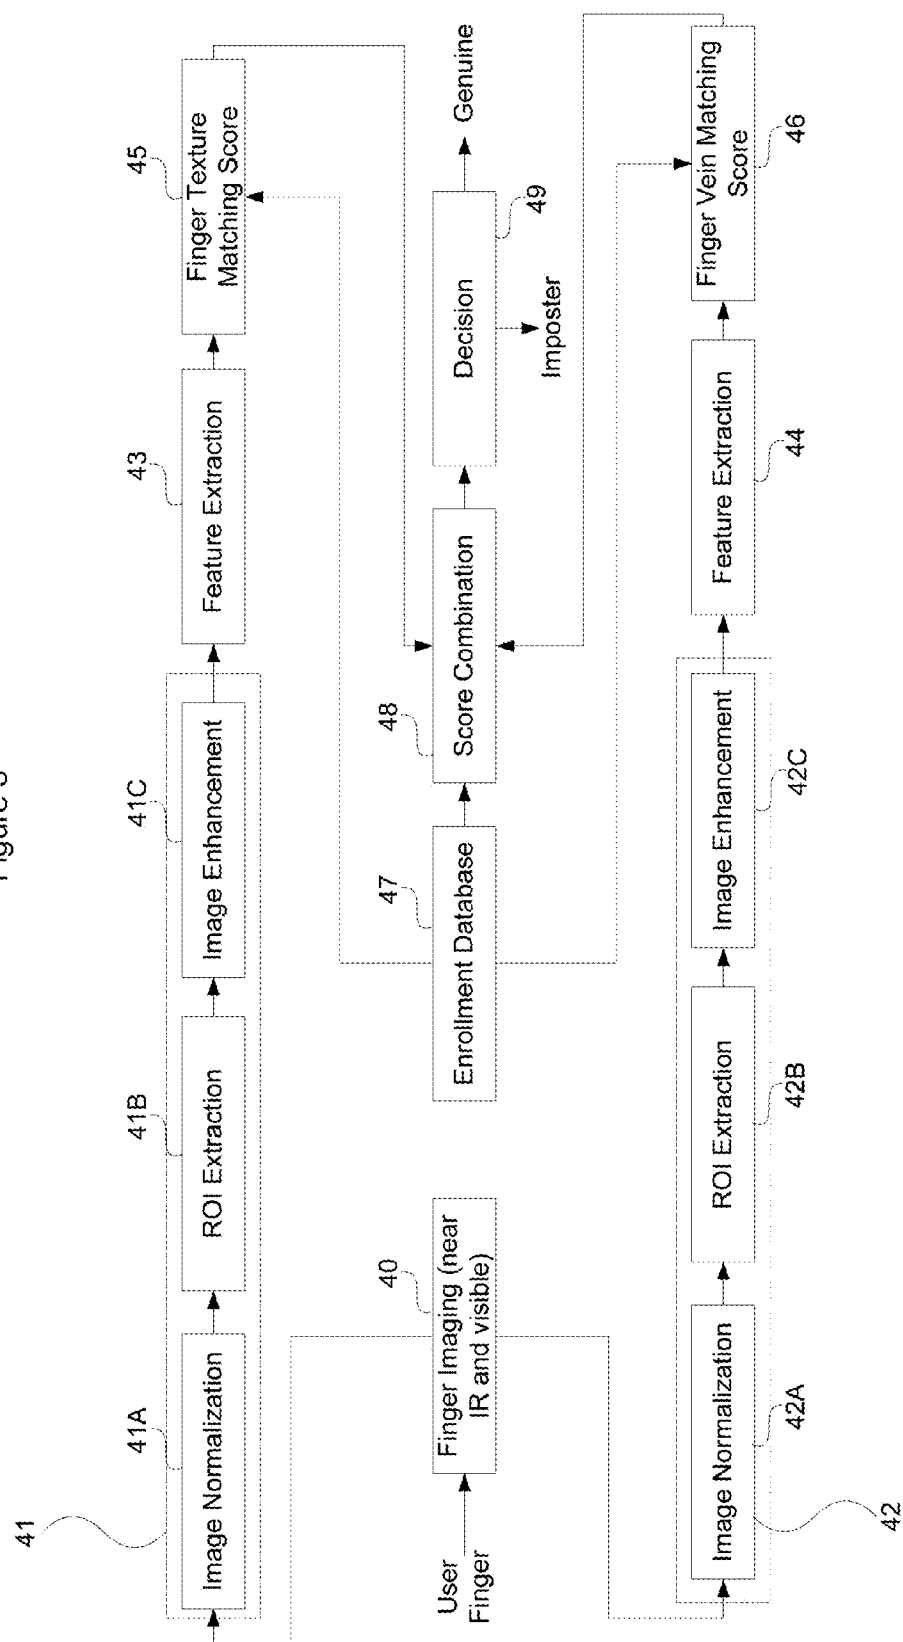 Figure
41
41A
41B
41C
43
45
Image Normalization
ROI Extraction
Image Enhancement
Feature Extraction
Finger Texture
Matching Score
40
47
48
User
Finger
Finger Imaging (near
IR and visible)
Enrollment Database
Score Combination
Decision
Genuine
49
Imposter
Image Normalization
ROI Extraction
Image Enhancement
Feature Extraction
Finger Vein Matching
Score
42
42A
42B
42C
44
46